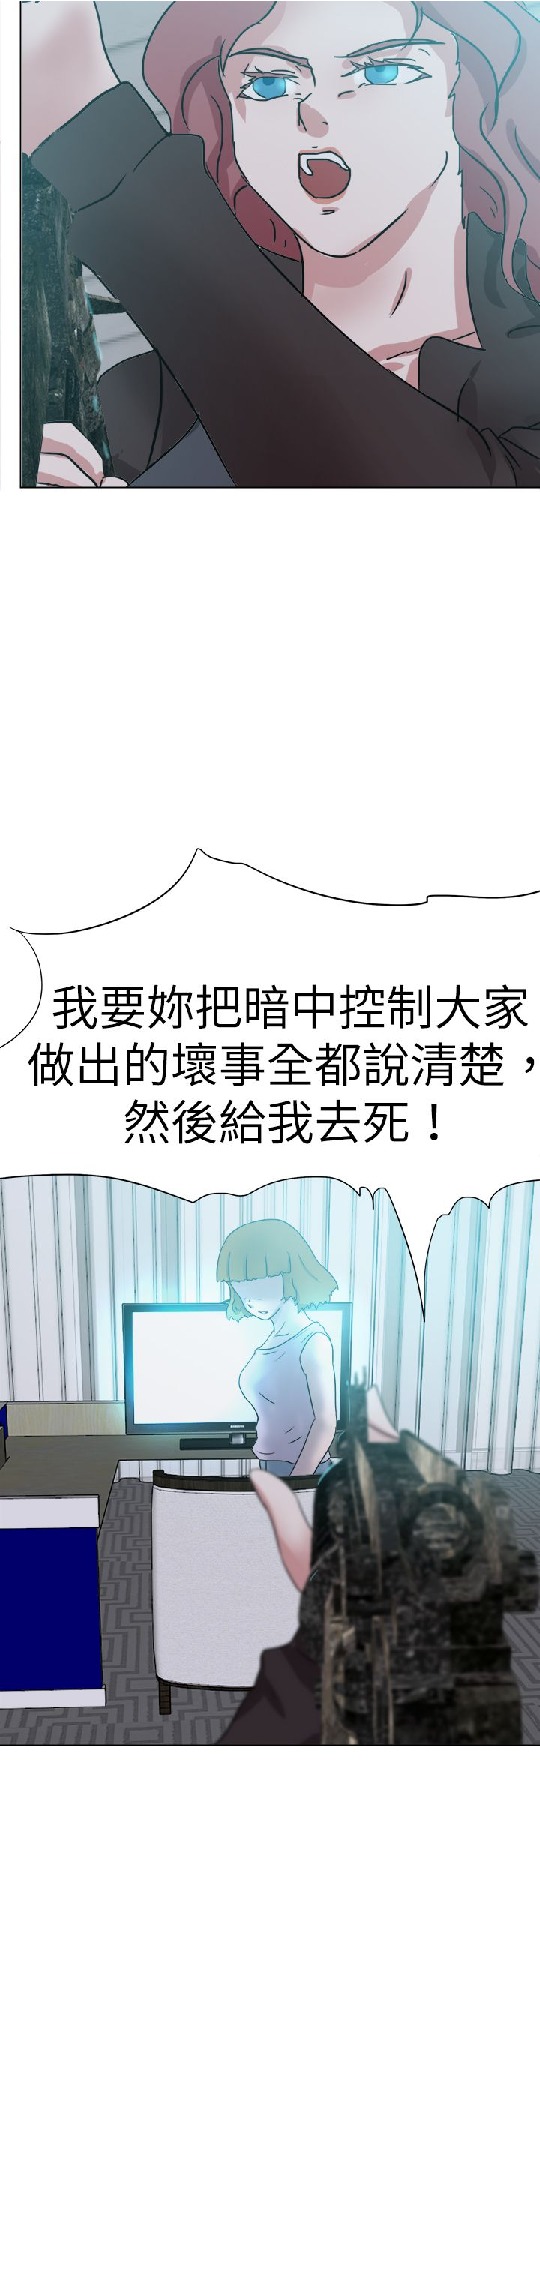 我要妳把暗中控制大家
做出的壞事全都說清楚，
然後給我去死！